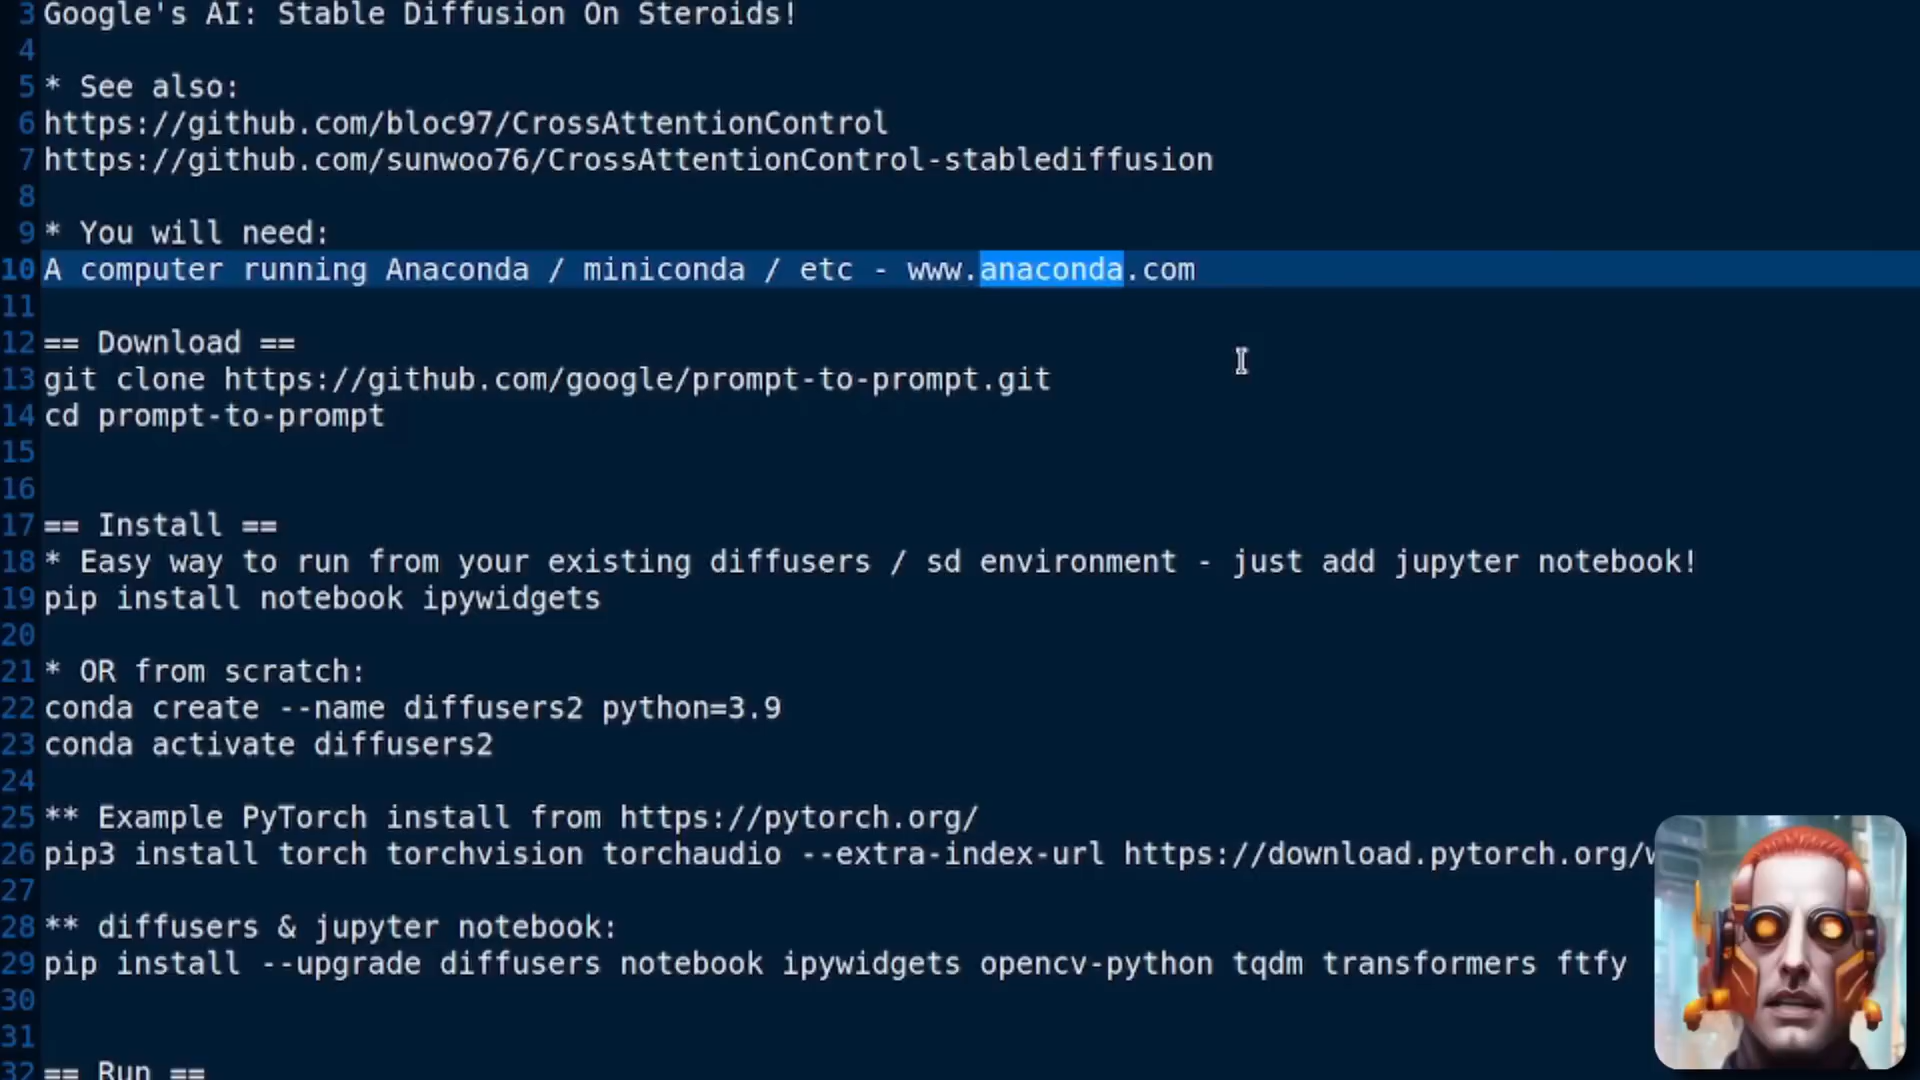 3 Google's AI: Stable Diffusion On Steroids!
4
5 * See also:
6 https://github.com/bloc97/CrossAttentionControl
7 https://github.com/sunwoo76/CrossAttentionControl-stablediffusion
8
9 * You will need:
10 A computer running Anaconda / miniconda / etc - www.anaconda.com
11
12 == Download ==
13 git clone https://github.com/google/prompt-to-prompt.git
14 cd prompt-to-prompt
15
16
17 == Install ==
18 * Easy way to run from your existing diffusers / sd environment - just add jupyter notebook!
19 pip install notebook ipywidgets
20
21 * OR from scratch:
22 conda create --name diffusers2 python=3.9
23 conda activate diffusers2
24
25 ** Example PyTorch install from https://pytorch.org/
26 pip3 install torch torchvision torchaudio --extra-index-url https://download.pytorch.org/w
27
28 ** diffusers & jupyter notebook:
29 pip install --upgrade diffusers notebook ipywidgets opencv-python tqdm transformers ftfy
30
31
32 == Run ==